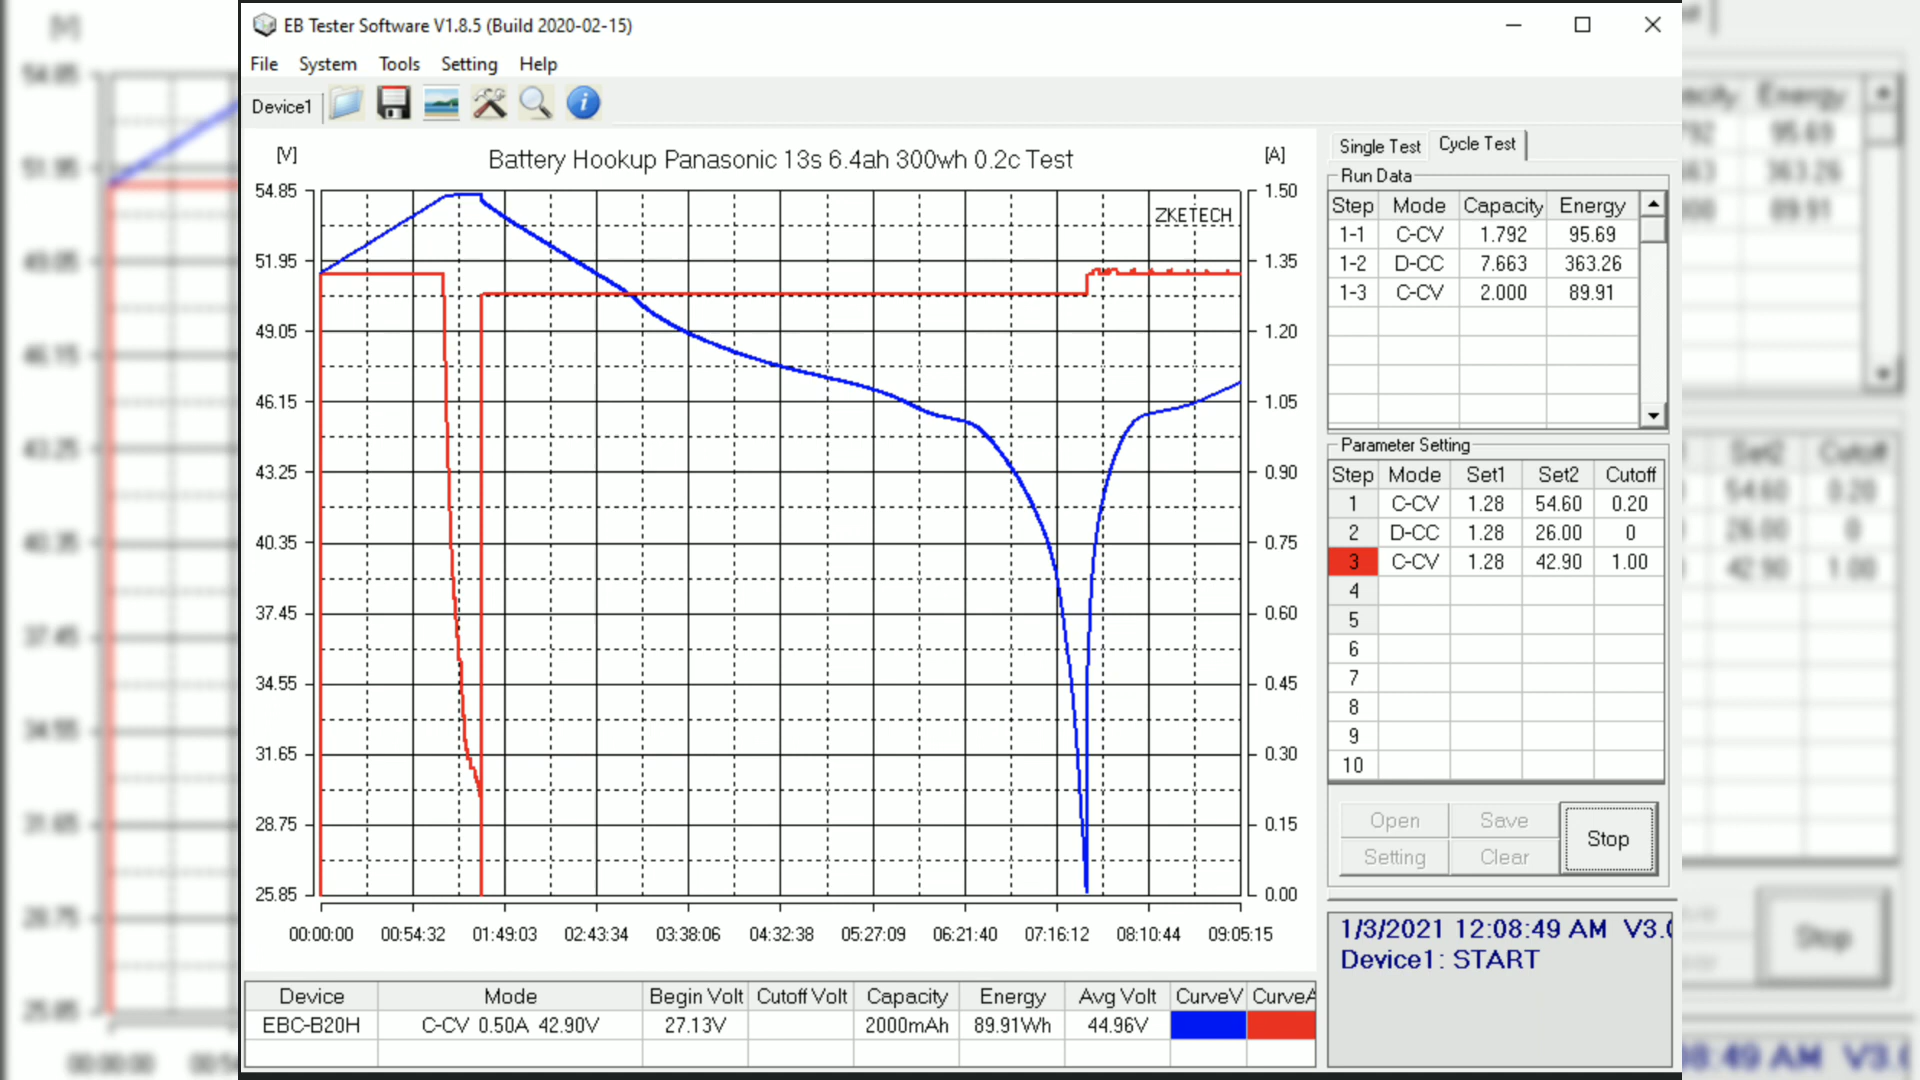 EB Tester Software V1.8.5 (Build 2020-02-15)
File System Tools Setting Help
Device1
[V] Battery Hookup Panasonic 13s 6.4ah 300wh 0.2c Test [A]
ZKETECH
54.85 1.50
51.95 1.35
49.05 1.20
46.15 1.05
43.25 0.90
40.35 0.75
37.45 0.60
34.55 0.45
31.65 0.30
28.75 0.15
25.85 0.00
00:00:00 00:54:32 01:49:03 02:43:34 03:38:06 04:32:38 05:27:09 06:21:40 07:16:12 08:10:44 09:05:15
Device Mode Begin Volt Cutoff Volt Capacity Energy Avg Volt CurveV CurveA
EBC-B20H C-CV 0.50A 42.90V 27.13V 2000mAh 89.91Wh 44.96V
Single Test Cycle Test
Run Data
Step Mode Capacity Energy
1-1 C-CV 1.792 95.69
1-2 D-CC 7.663 363.26
1-3 C-CV 2.000 89.91
Parameter Setting
Step Mode Set1 Set2 Cutoff
1 C-CV 1.28 54.60 0.20
2 D-CC 1.28 26.00 0
3 C-CV 1.28 42.90 1.00
4
5
6
7
8
9
10
Open Save
Setting Clear
Stop
1/3/2021 12:08:49 AM V3.0
Device1: START